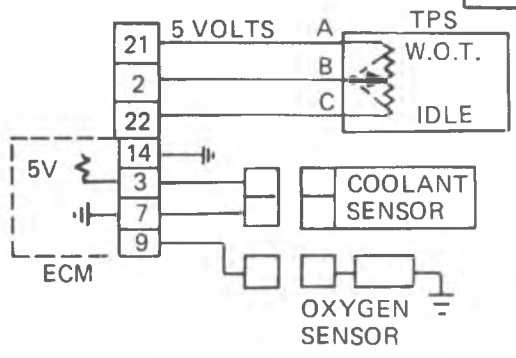 TPS
21 5 VOLTS A W.O.T.
2 B
22 C IDLE
14
5V 3 COOLANT
7 SENSOR
9
ECM
OXYGEN
SENSOR